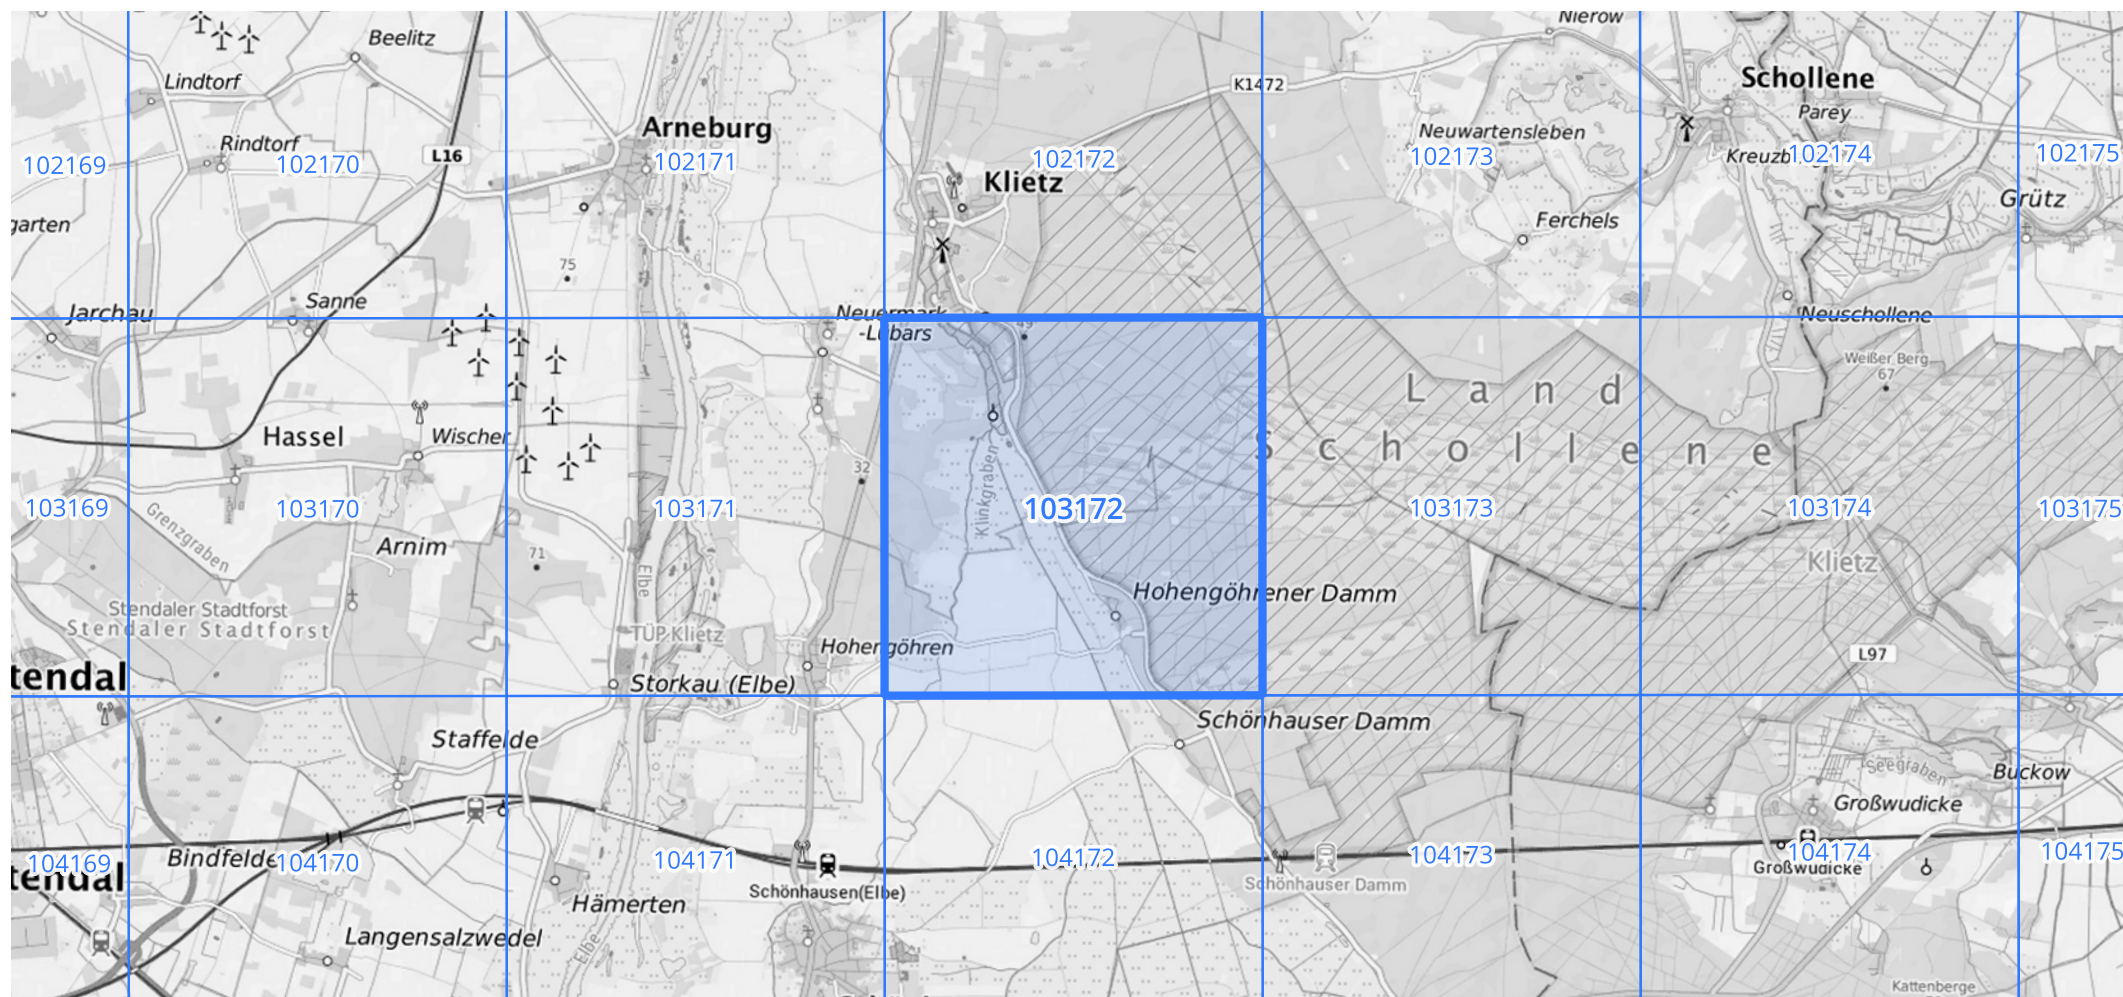 Nierow
Beelitz
Lindtorf
K1472
Schollene
Parey
Arneburg
Rindtorf
L16
Neuwartensleben
102169
102170
102171
102172
102173
Kreuzb
102174
102175
Klietz
Grütz
garten
Ferchels
75
Sanne
Jarchau
Neuermark
-Lübars
49
Neuschollene
Weißer Berg
67
Land
Hassel
Wischer
Schollene
32
Klinkgraben
103169
103170
103171
103172
103173
103174
103175
Grenzgraben
Arnim
71
Elbe
Klietz
Hohengöhrener Damm
Stendaler Stadtforst
Stendaler Stadtforst
TÜP Klietz
Hohengöhren
L97
tendal
Storkau (Elbe)
Schönhauser Damm
Staffelde
Seegraben
Buckow
Großwudicke
Bindfelde
104169
104170
104171
104172
104173
104174
104175
Großwudicke
tendal
Schönhausen(Elbe)
Schönhauser Damm
Hämerten
Langensalzwedel
Elbe
Kattenberge